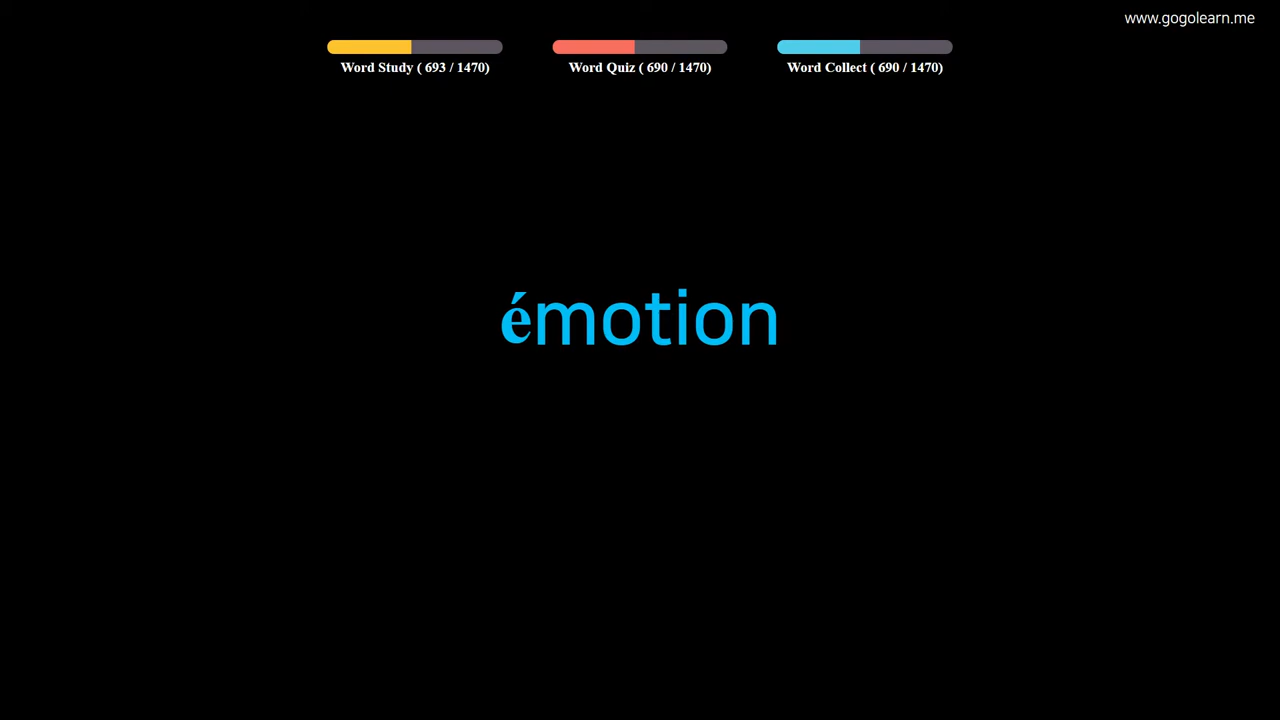 www.gogolearn.me
Word Study ( 693 / 1470)
Word Quiz ( 690 / 1470)
Word Collect ( 690 / 1470)
émotion